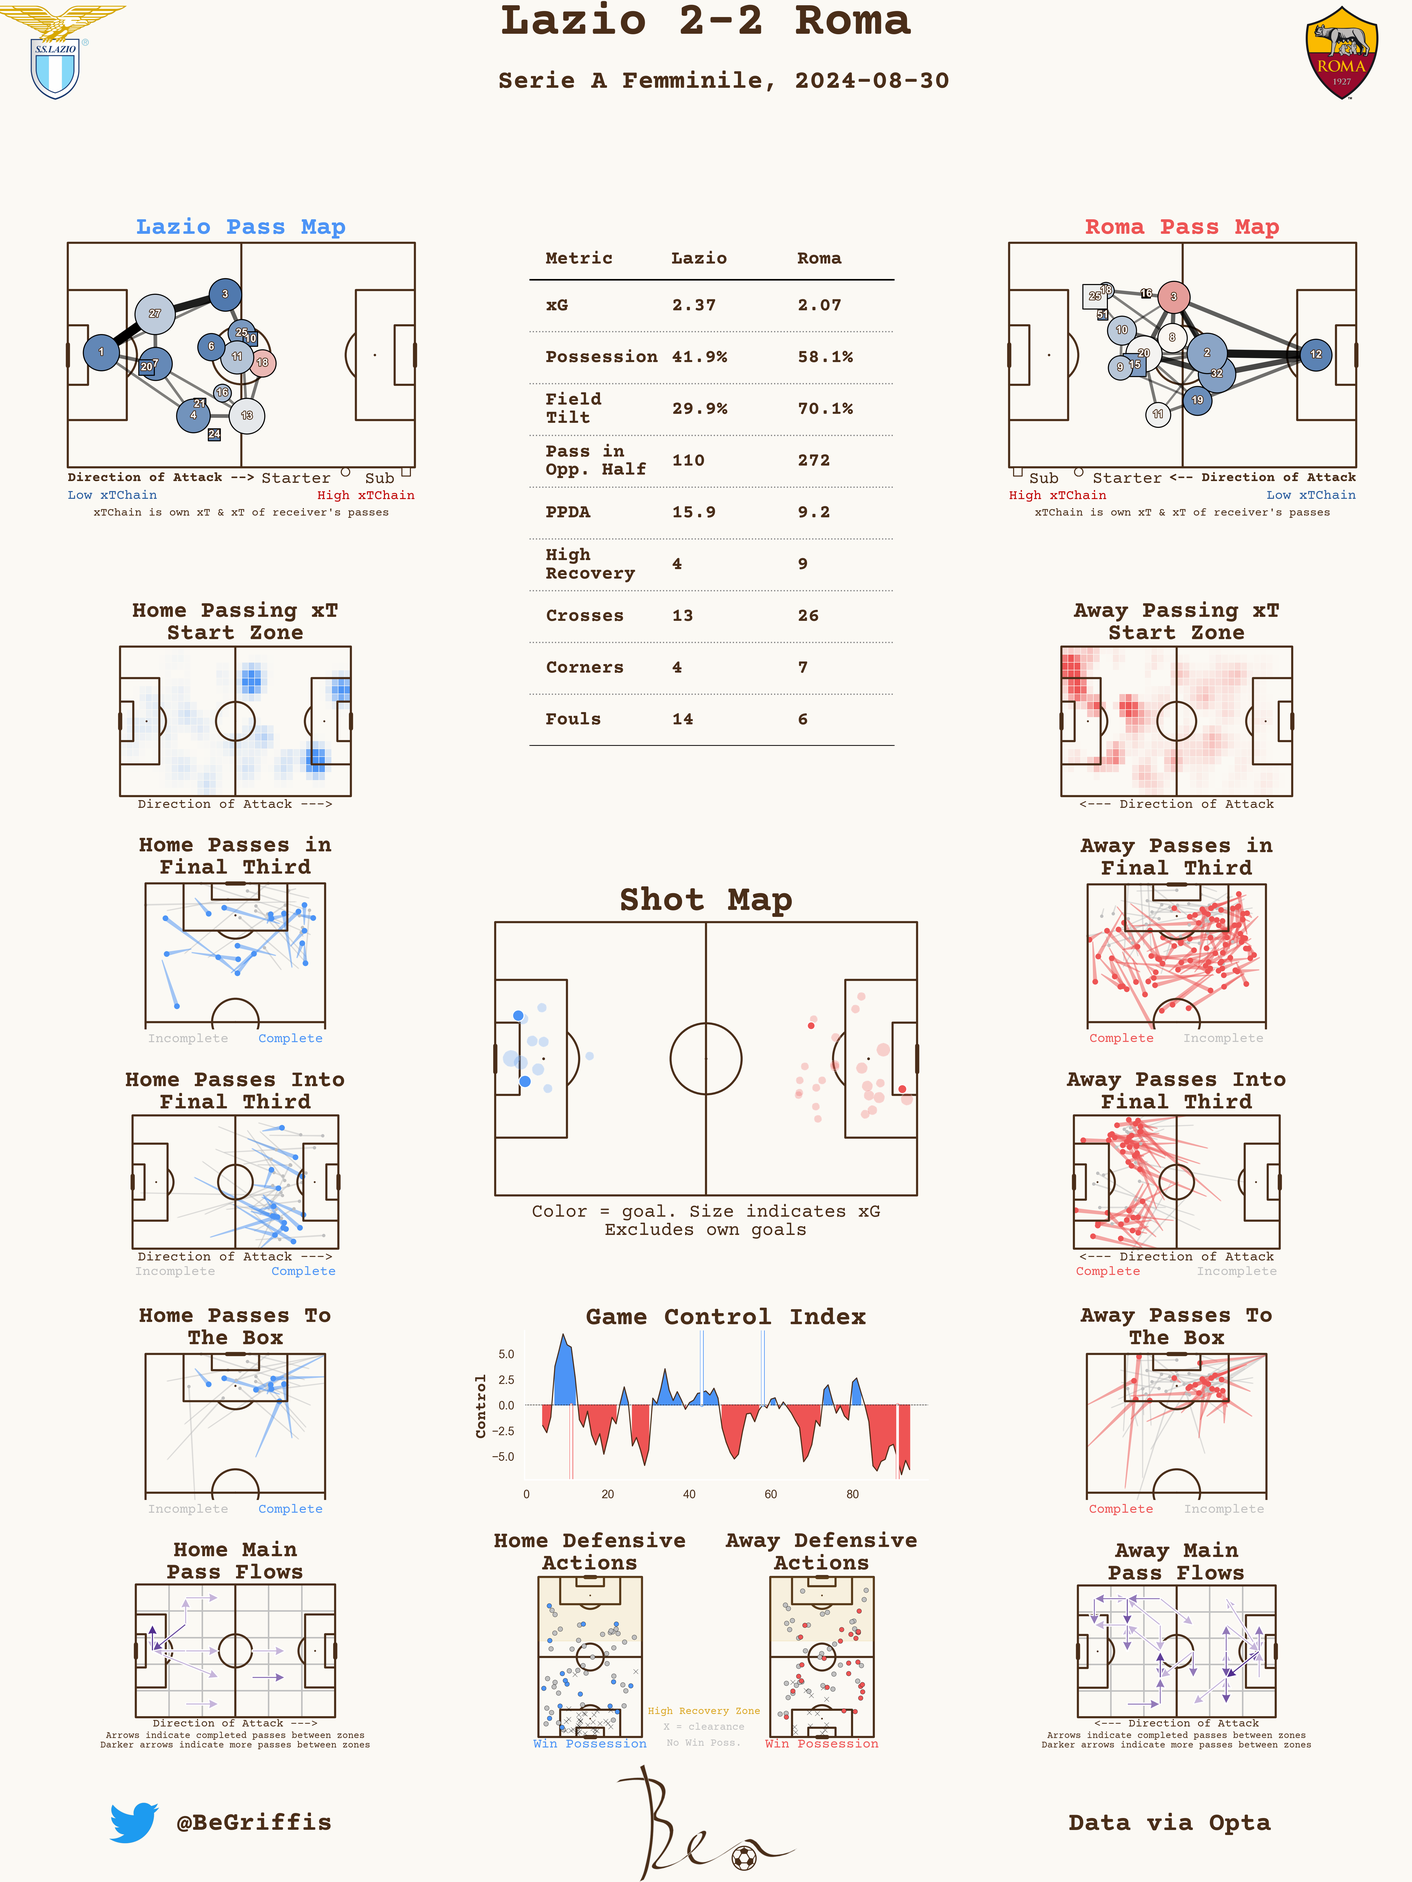 Lazio 2-2 Roma
Serie A Femminile, 2024-08-30
S.S.LAZIO
®
ROMA
1927
™
Lazio Pass Map
27
3
1
25
10
6
11
18
7
20
16
21
4
13
24
Direction of Attack --> Starter Sub
Low xTChain High xTChain
xTChain is own xT & xT of receiver's passes
Metric Lazio Roma
xG 2.37 2.07
Possession 41.9% 58.1%
Field
Tilt 29.9% 70.1%
Pass in
Opp. Half 110 272
PPDA 15.9 9.2
High
Recovery 4 9
Crosses 13 26
Corners 4 7
Fouls 14 6
Roma Pass Map
18
25
16
3
51
10
8
20
2
12
9
15
32
19
11
Sub Starter <-- Direction of Attack
High xTChain Low xTChain
xTChain is own xT & xT of receiver's passes
Home Passing xT
Start Zone
Direction of Attack --->
Away Passing xT
Start Zone
<--- Direction of Attack
Home Passes in
Final Third
Incomplete Complete
Away Passes in
Final Third
Complete Incomplete
Shot Map
Color = goal. Size indicates xG
Excludes own goals
Home Passes Into
Final Third
Direction of Attack --->
Incomplete Complete
Away Passes Into
Final Third
<--- Direction of Attack
Complete Incomplete
Home Passes To
The Box
Incomplete Complete
Game Control Index
Control
5.0
2.5
0.0
−2.5
−5.0
0 20 40 60 80
Away Passes To
The Box
Complete Incomplete
Home Main
Pass Flows
Direction of Attack --->
Arrows indicate completed passes between zones
Darker arrows indicate more passes between zones
Home Defensive
Actions
Win Possession
Away Defensive
Actions
Win Possession
High Recovery Zone
X = clearance
No Win Poss.
Away Main
Pass Flows
<--- Direction of Attack
Arrows indicate completed passes between zones
Darker arrows indicate more passes between zones
@BeGriffis
Ben
Data via Opta